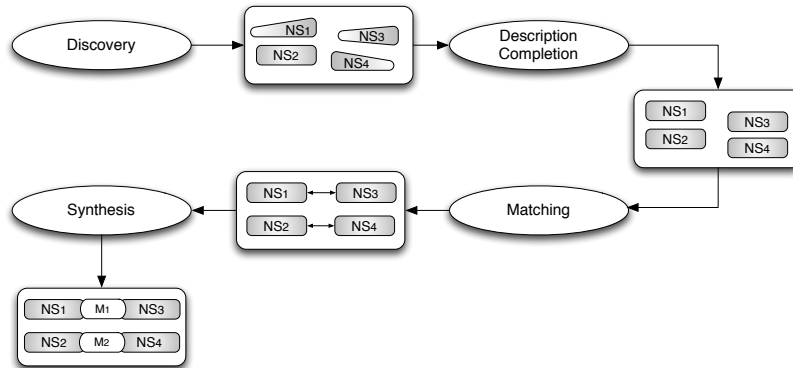 Discovery
NS1
NS3
NS2
NS4
Description
Completion
NS1
NS3
NS2
NS4
Synthesis
NS1 NS3
NS2 NS4
Matching
NS1 M1 NS3
NS2 M2 NS4